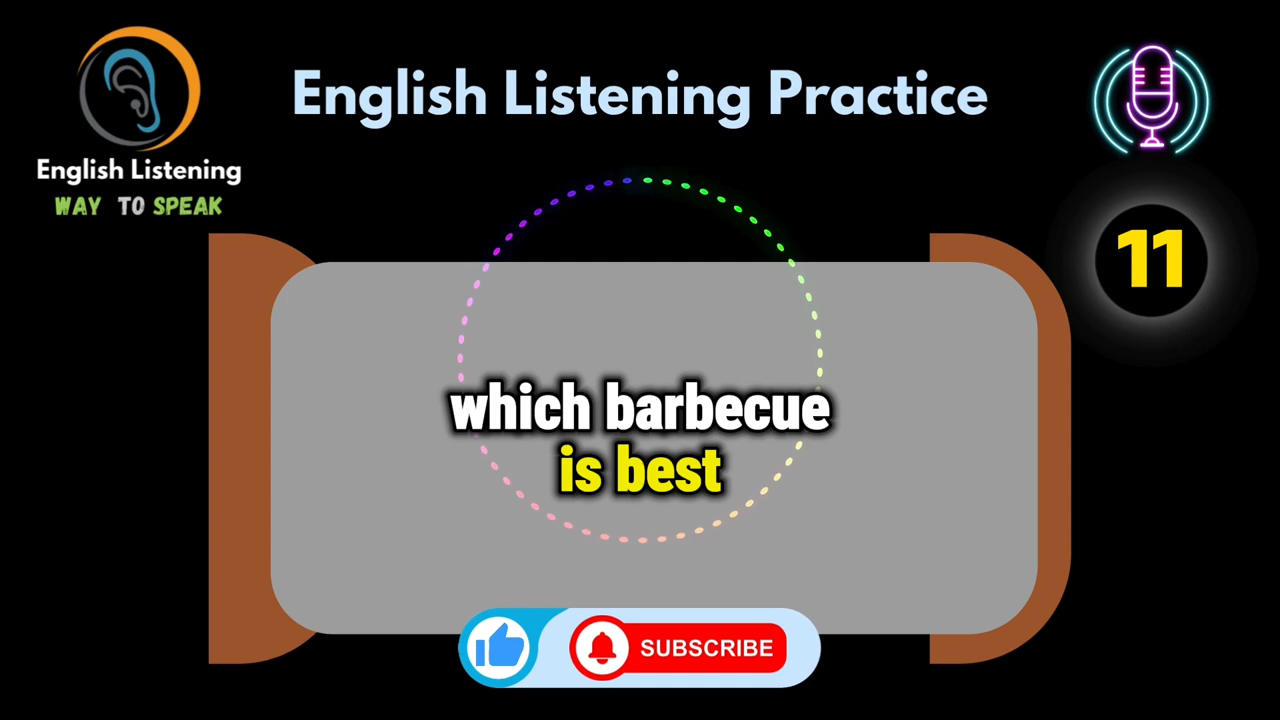 English Listening Practice
English Listening
WAY TO SPEAK
11
which barbecue
is best
SUBSCRIBE